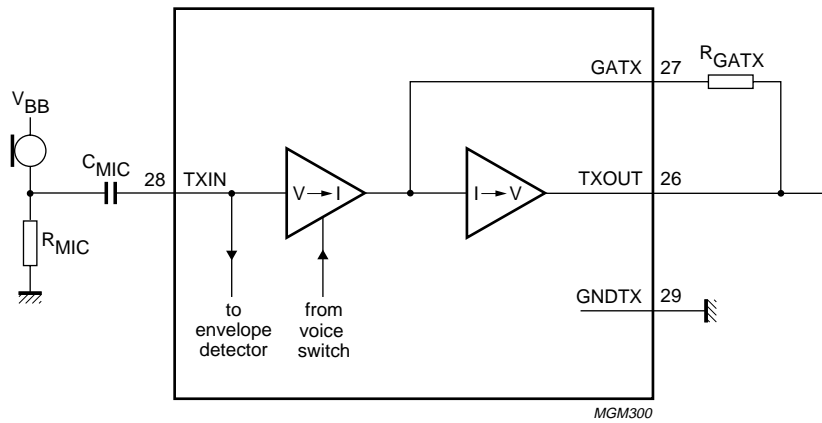 GATX 27 RGATX
VBB
CMIC
28 TXIN
V → I
I → V
TXOUT 26
RMIC
GNDTX 29
to
envelope
detector
from
voice
switch
MGM300